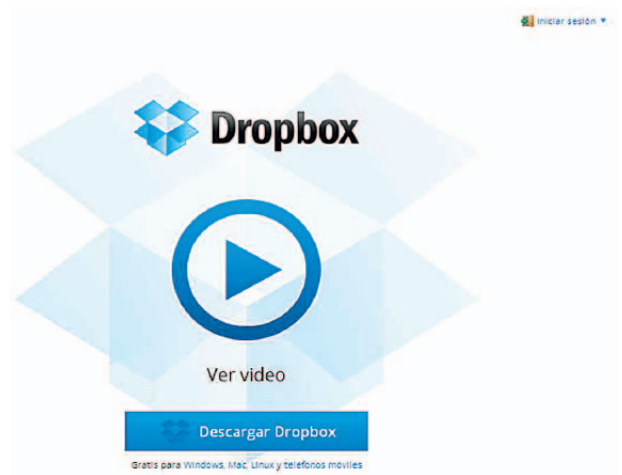 Iniciar sesión
Dropbox
Ver video
Descargar Dropbox
Gratis para Windows, Mac, Linux y teléfonos móviles